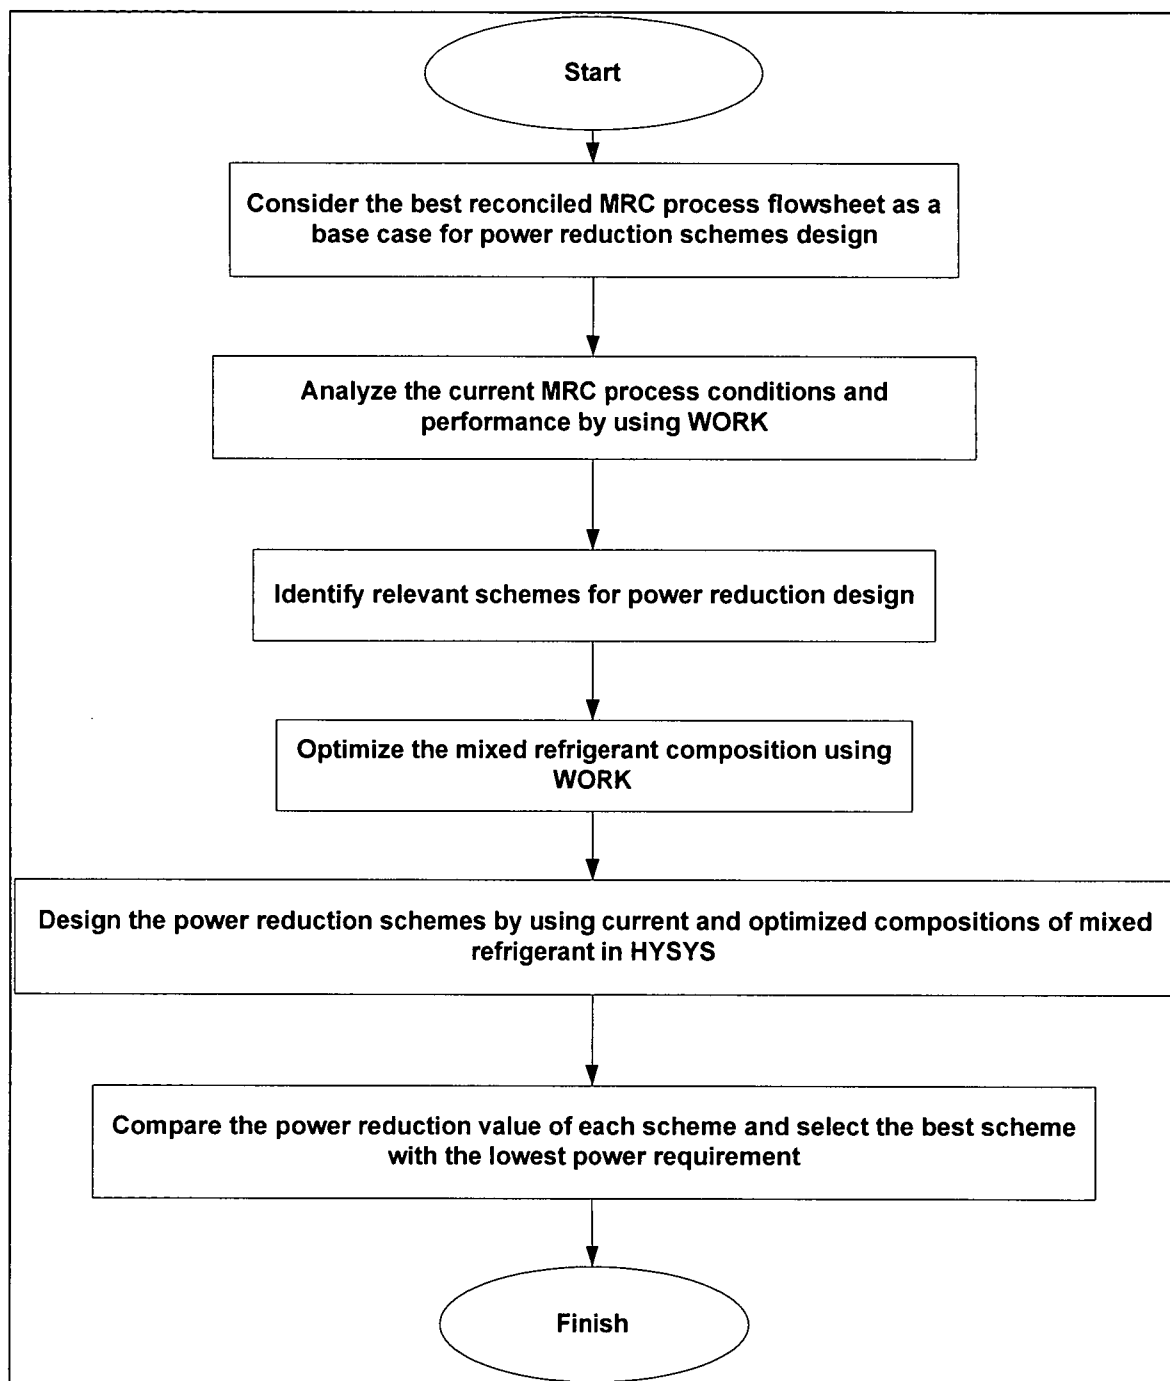 Start
Consider the best reconciled MRC process flowsheet as a
base case for power reduction schemes design
Analyze the current MRC process conditions and
performance by using WORK
Identify relevant schemes for power reduction design
Optimize the mixed refrigerant composition using
WORK
Design the power reduction schemes by using current and optimized compositions of mixed
refrigerant in HYSYS
Compare the power reduction value of each scheme and select the best scheme
with the lowest power requirement
Finish